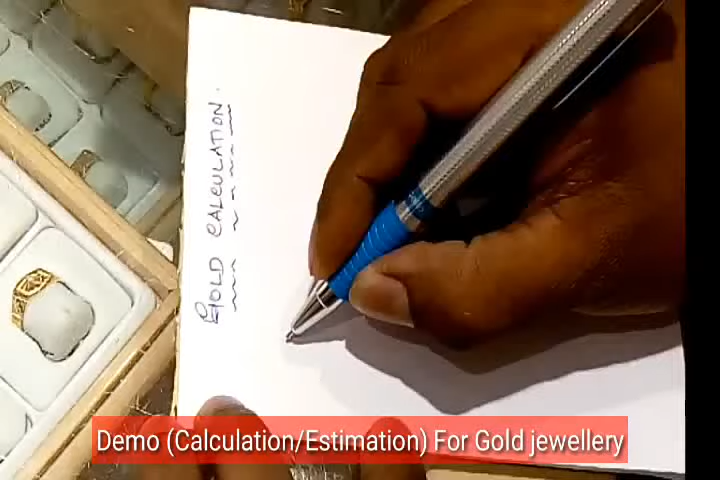 GOLD CALCULATION.
Demo (Calculation/Estimation) For Gold jewellery